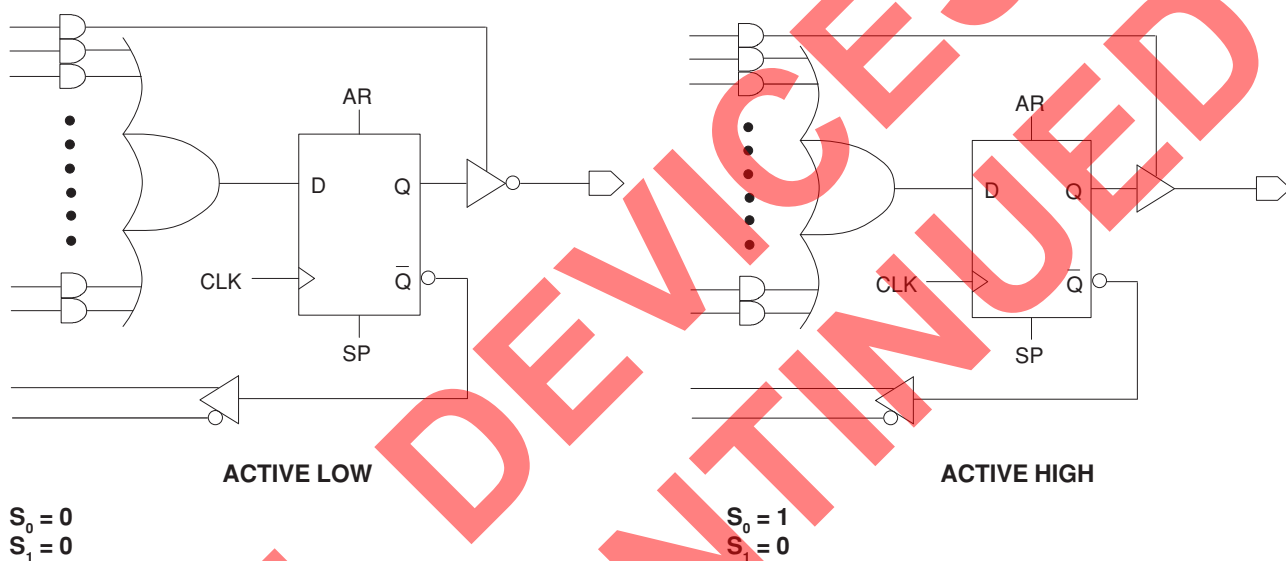 AR
D
Q
CLK
Q̅
SP
ACTIVE LOW
S₀ = 0
S₁ = 0
AR
D
Q
CLK
Q̅
SP
ACTIVE HIGH
S₀ = 1
S₁ = 0
DEVICES
TINUED